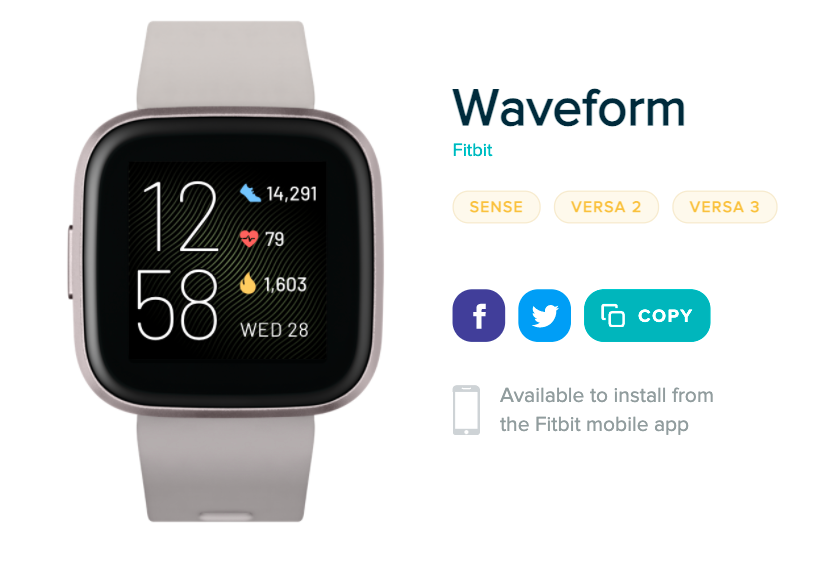 12
58
14,291
79
1,603
WED 28
Waveform
Fitbit
SENSE
VERSA 2
VERSA 3
f
COPY
Available to install from
the Fitbit mobile app